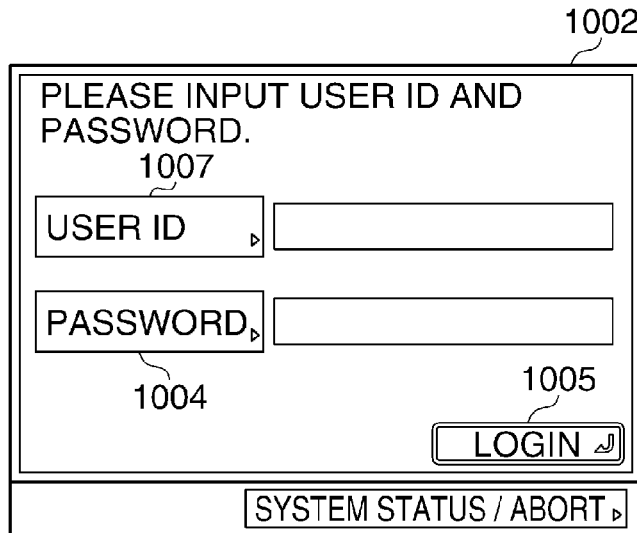 1002
PLEASE INPUT USER ID AND
PASSWORD.
1007
USER ID
PASSWORD
1004
1005
LOGIN
SYSTEM STATUS / ABORT